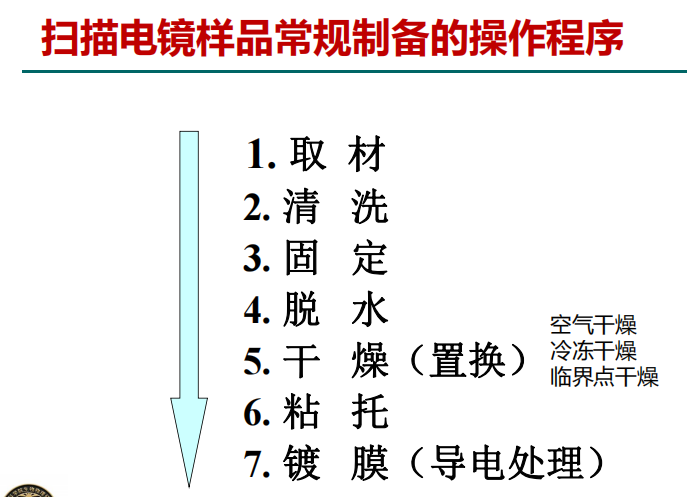 扫描电镜样品常规制备的操作程序
1. 取 材
2. 清 洗
3. 固 定
4. 脱 水
5. 干 燥（置换）
空气干燥
冷冻干燥
临界点干燥
6. 粘 托
7. 镀 膜（导电处理）